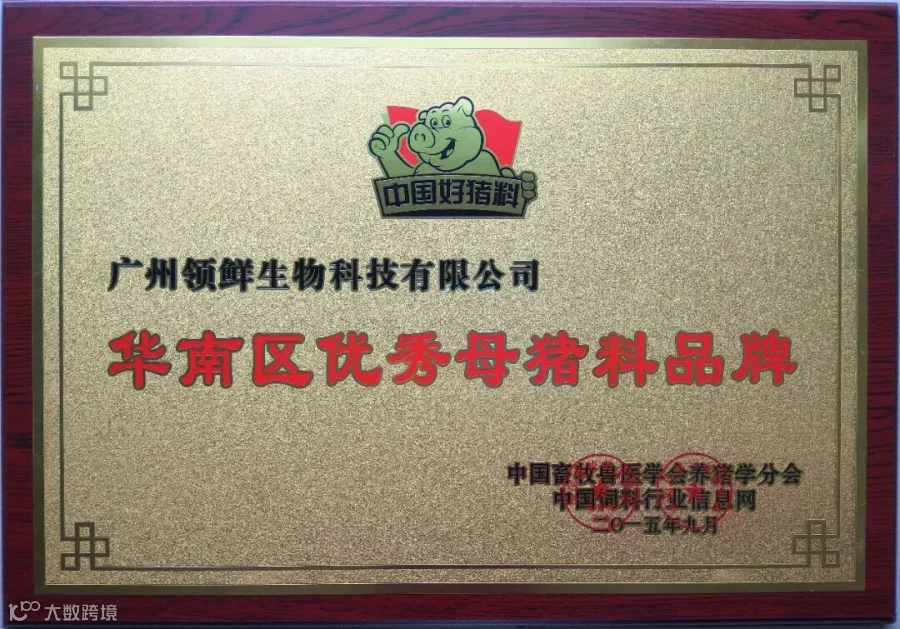 中国好猪料
广州领鲜生物科技有限公司
华南区优秀母猪料品牌
中国畜牧兽医学会养猪学分会
中国饲料行业信息网
二〇一五年九月
大数跨境